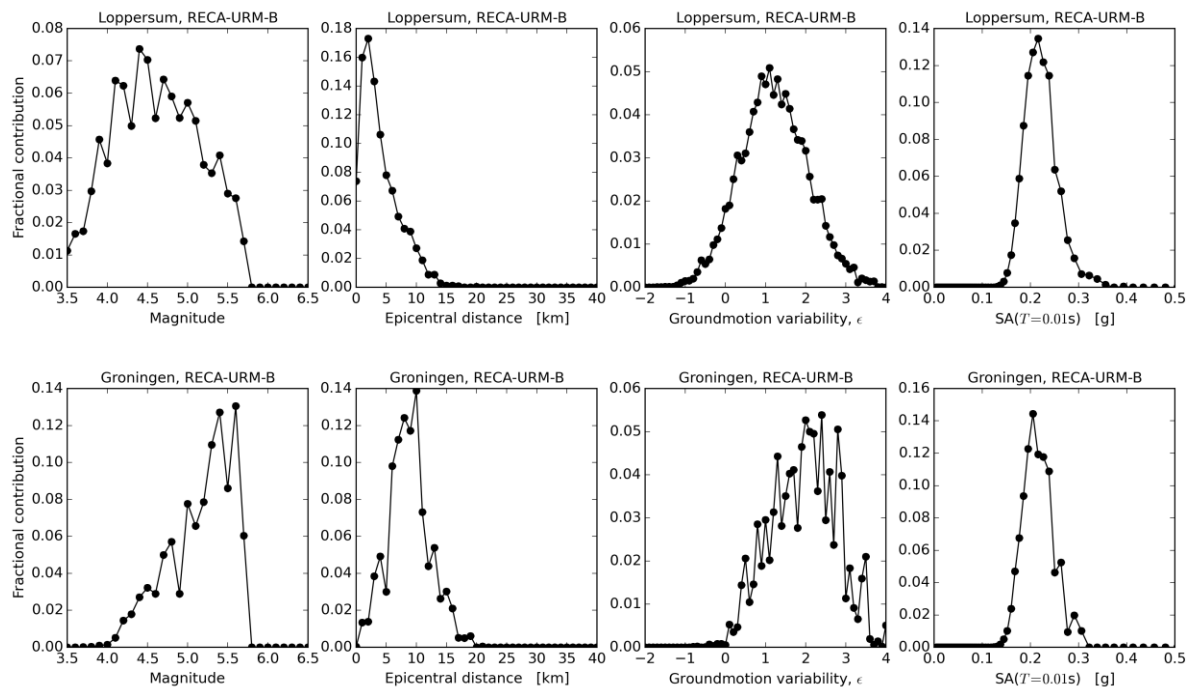 Loppersum, RECA-URM-B
Loppersum, RECA-URM-B
Loppersum, RECA-URM-B
Loppersum, RECA-URM-B
Fractional contribution
0.08
0.07
0.06
0.05
0.04
0.03
0.02
0.01
0.00
3.5 4.0 4.5 5.0 5.5 6.0 6.5
Magnitude
0.18
0.16
0.14
0.12
0.10
0.08
0.06
0.04
0.02
0.00
0 5 10 15 20 25 30 35 40
Epicentral distance [km]
0.06
0.05
0.04
0.03
0.02
0.01
0.00
−2 −1 0 1 2 3 4
Groundmotion variability, ϵ
0.14
0.12
0.10
0.08
0.06
0.04
0.02
0.00
0.0 0.1 0.2 0.3 0.4 0.5
SA(T=0.01s) [g]
Groningen, RECA-URM-B
Groningen, RECA-URM-B
Groningen, RECA-URM-B
Groningen, RECA-URM-B
Fractional contribution
0.14
0.12
0.10
0.08
0.06
0.04
0.02
0.00
3.5 4.0 4.5 5.0 5.5 6.0 6.5
Magnitude
0.14
0.12
0.10
0.08
0.06
0.04
0.02
0.00
0 5 10 15 20 25 30 35 40
Epicentral distance [km]
0.06
0.05
0.04
0.03
0.02
0.01
0.00
−2 −1 0 1 2 3 4
Groundmotion variability, ϵ
0.16
0.14
0.12
0.10
0.08
0.06
0.04
0.02
0.00
0.0 0.1 0.2 0.3 0.4 0.5
SA(T=0.01s) [g]